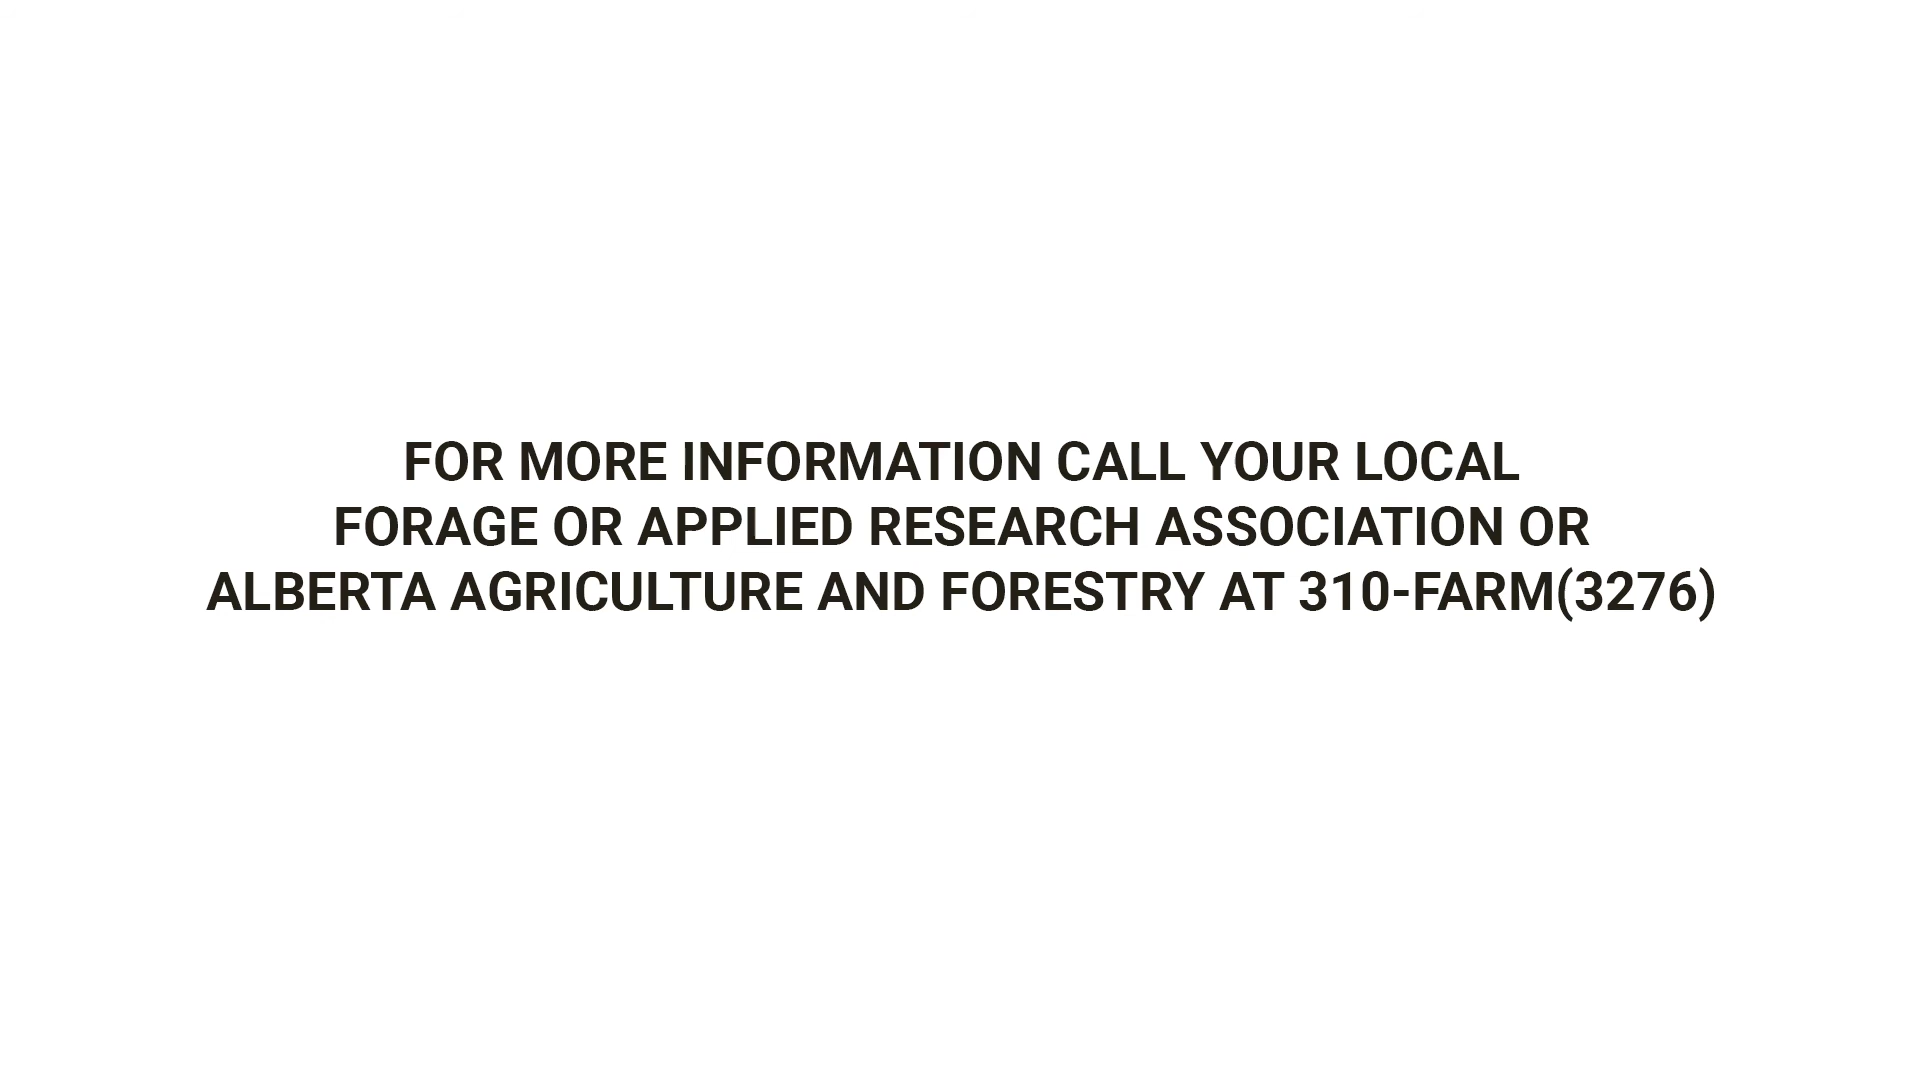 FOR MORE INFORMATION CALL YOUR LOCAL
FORAGE OR APPLIED RESEARCH ASSOCIATION OR
ALBERTA AGRICULTURE AND FORESTRY AT 310-FARM(3276)